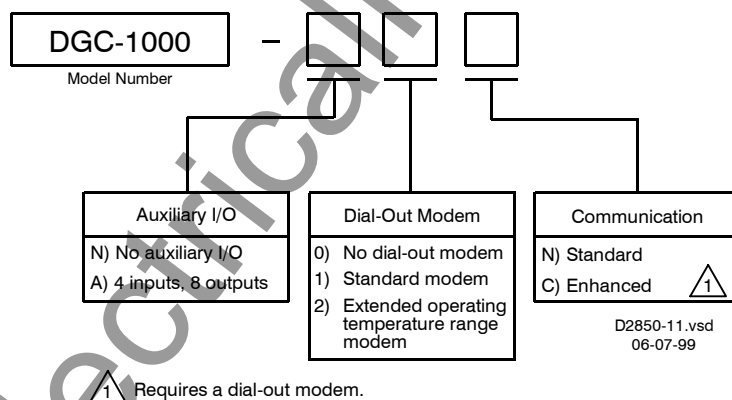 DGC-1000
–
Model Number
Auxiliary I/O
N) No auxiliary I/O
A) 4 inputs, 8 outputs
Dial-Out Modem
0) No dial-out modem
1) Standard modem
2) Extended operating
temperature range
modem
Communication
N) Standard
C) Enhanced 1
D2850-11.vsd
06-07-99
1 Requires a dial-out modem.